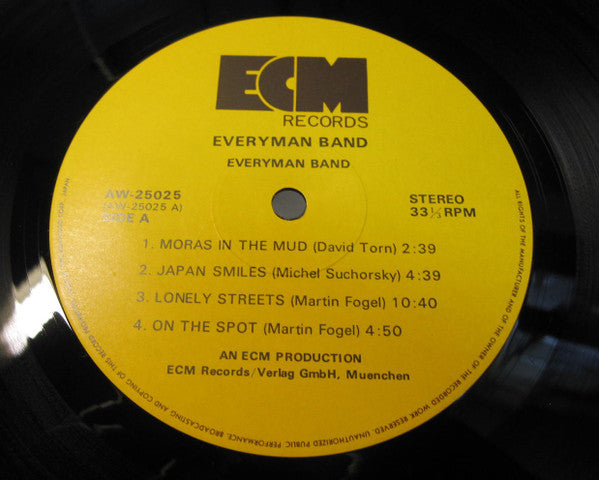 ECM
RECORDS
EVERYMAN BAND
EVERYMAN BAND
AW-25025
(AW-25025 A)
SIDE A
STEREO
33 1/3 RPM
1. MORAS IN THE MUD (David Torn) 2:39
2. JAPAN SMILES (Michel Suchorsky) 4:39
3. LONELY STREETS (Martin Fogel) 10:40
4. ON THE SPOT (Martin Fogel) 4:50
AN ECM PRODUCTION
ECM Records/Verlag GmbH, Muenchen
ALL RIGHTS OF THE MANUFACTURER AND OF THE OWNER OF THE RECORDED WORK RESERVED. UNAUTHORIZED PUBLIC PERFORMANCE, BROADCASTING AND COPYING OF THIS RECORD
JAPAN